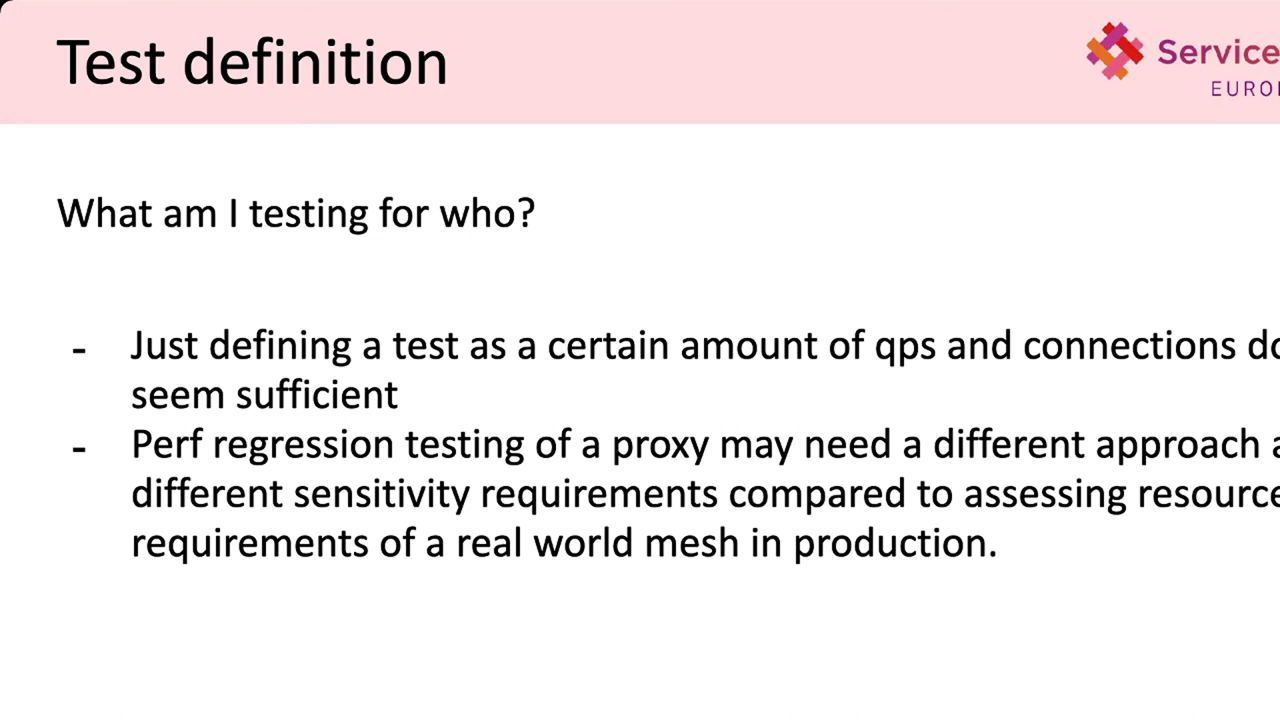 Test definition
Service
EURO
What am I testing for who?
- Just defining a test as a certain amount of qps and connections
seem sufficient
- Perf regression testing of a proxy may need a different approach
different sensitivity requirements compared to assessing resource
requirements of a real world mesh in production.